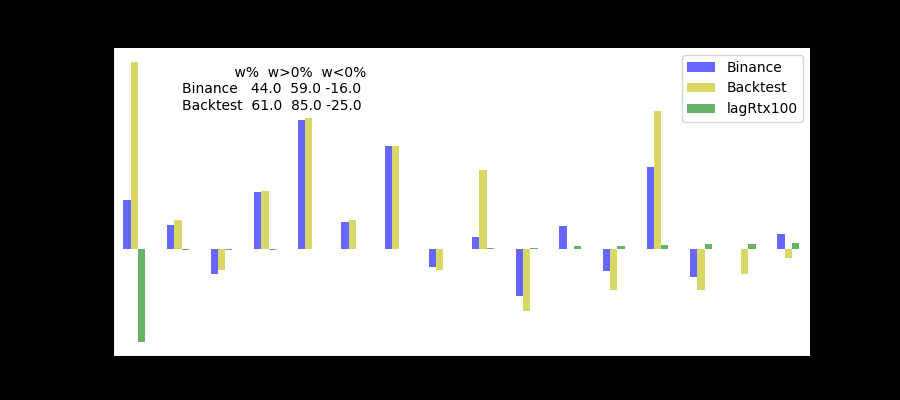 w%  w>0%  w<0%
Binance   44.0  59.0 -16.0
Backtest  61.0  85.0 -25.0
Binance
Backtest
lagRtx100